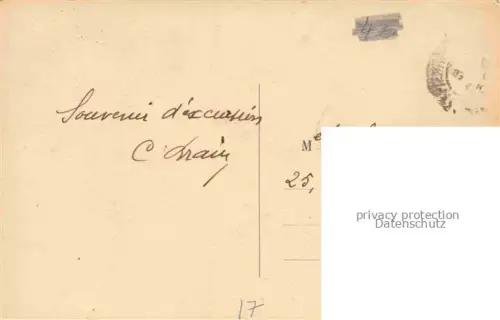 Souvenir d'excursion
C
M
25,
privacy protection
Datenschutz
17